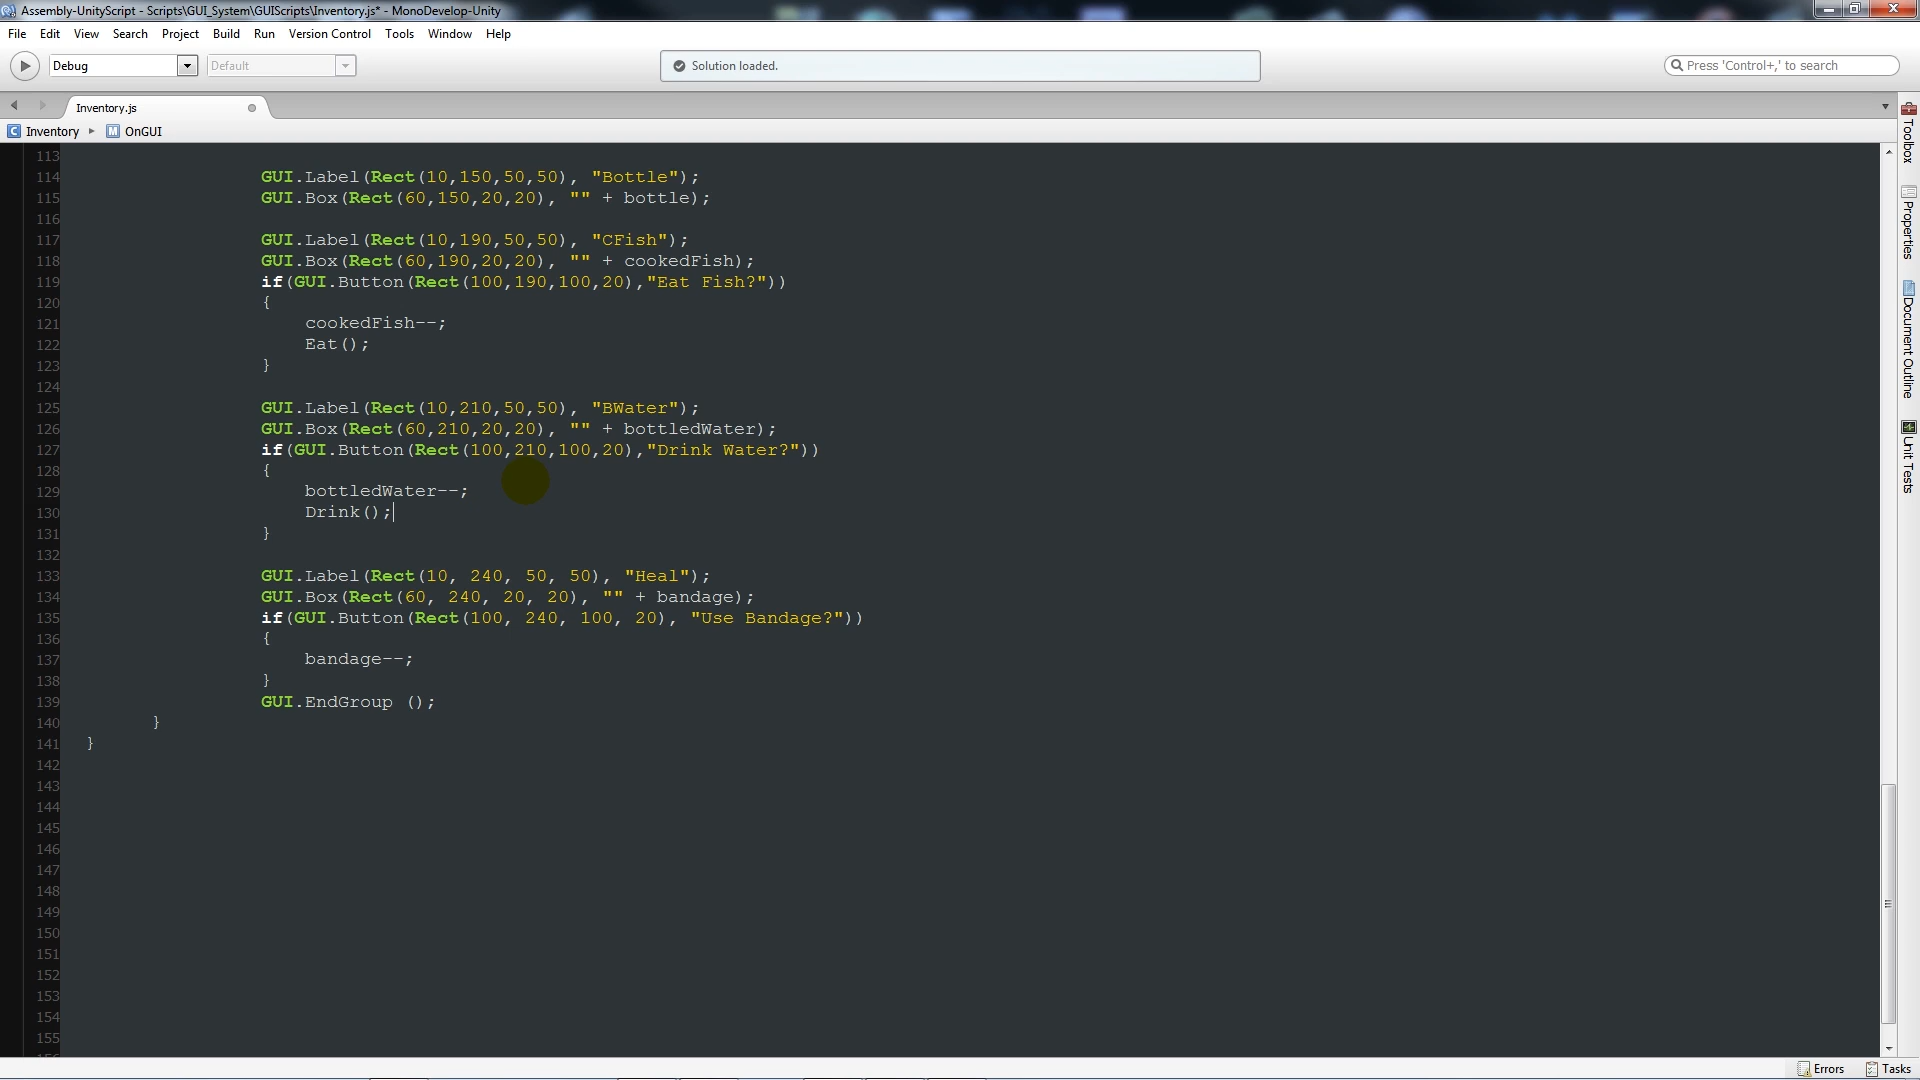 Assembly-UnityScript - Scripts\GUI_System\GUIScripts\Inventory.js* - MonoDevelop-Unity
File Edit View Search Project Build Run Version Control Tools Window Help
Debug Default Solution loaded. Press 'Control+,' to search
Inventory.js
Inventory OnGUI
113
114 GUI.Label(Rect(10,150,50,50), "Bottle");
115 GUI.Box(Rect(60,150,20,20), "" + bottle);
116
117 GUI.Label(Rect(10,190,50,50), "CFish");
118 GUI.Box(Rect(60,190,20,20), "" + cookedFish);
119 if(GUI.Button(Rect(100,190,100,20),"Eat Fish?"))
120 {
121 cookedFish--;
122 Eat();
123 }
124
125 GUI.Label(Rect(10,210,50,50), "BWater");
126 GUI.Box(Rect(60,210,20,20), "" + bottledWater);
127 if(GUI.Button(Rect(100,210,100,20),"Drink Water?"))
128 {
129 bottledWater--;
130 Drink();
131 }
132
133 GUI.Label(Rect(10, 240, 50, 50), "Heal");
134 GUI.Box(Rect(60, 240, 20, 20), "" + bandage);
135 if(GUI.Button(Rect(100, 240, 100, 20), "Use Bandage?"))
136 {
137 bandage--;
138 }
139 GUI.EndGroup ();
140 }
141 }
142
143
144
145
146
147
148
149
150
151
152
153
154
155
Toolbox
Properties
Document Outline
Unit Tests
Errors Tasks